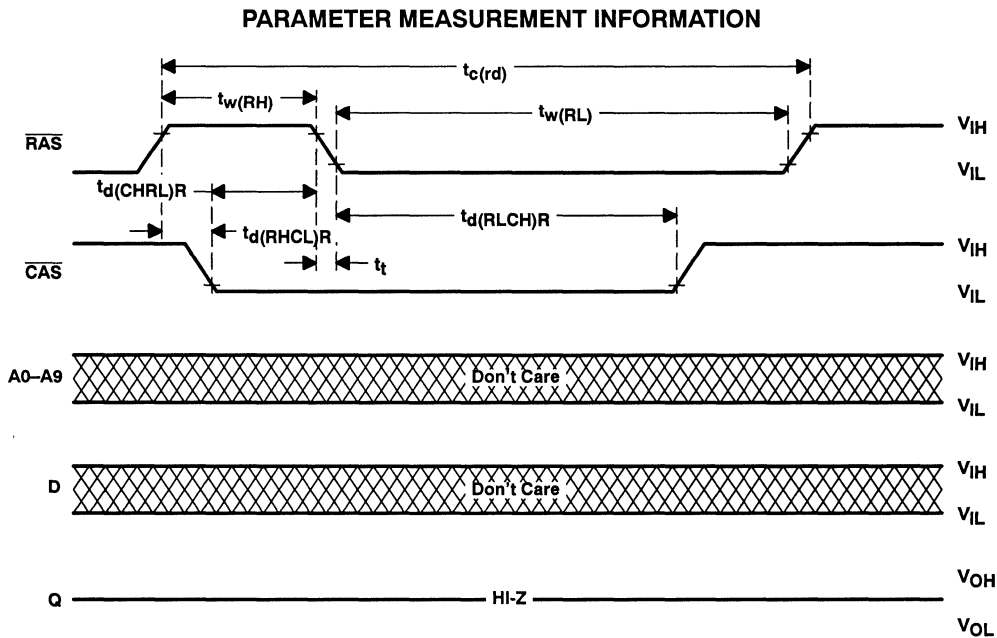 PARAMETER MEASUREMENT INFORMATION
tc(rd)
tw(RH)
tw(RL)
RAS
VIH
VIL
td(CHRL)R
td(RLCH)R
td(RHCL)R
CAS
VIH
tt
VIL
A0–A9
Don't Care
VIH
VIL
D
Don't Care
VIH
VIL
Q
HI-Z
VOH
VOL